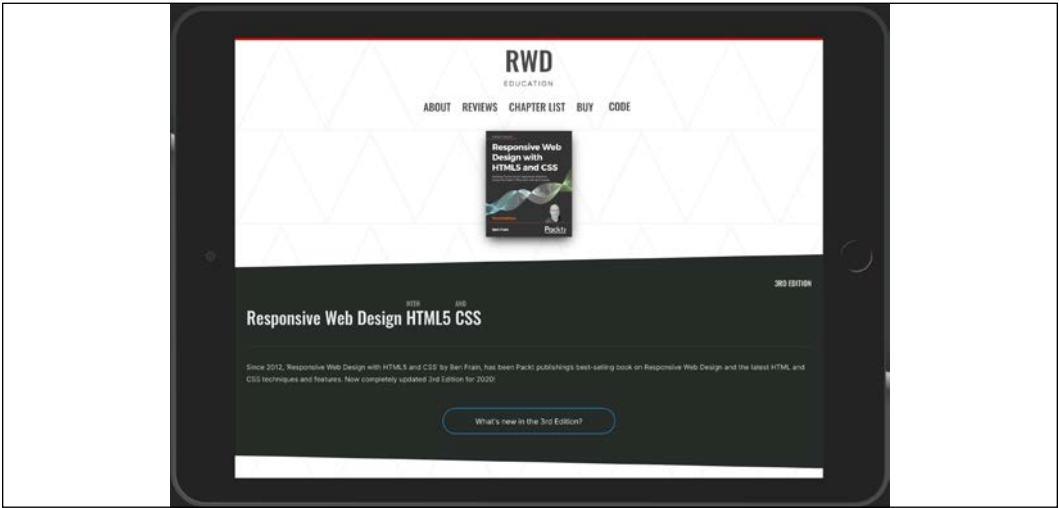 RWD
EDUCATION
ABOUT REVIEWS CHAPTER LIST BUY CODE
Responsive Web
Design with
HTML5 and CSS
Ben Frain
Packt
3RD EDITION
WITH AND
Responsive Web Design HTML5 CSS
Since 2012, 'Responsive Web Design with HTML5 and CSS' by Ben Frain, has been Packt publishing's best-selling book on Responsive Web Design and the latest HTML and
CSS techniques and features. Now completely updated 3rd Edition for 2020!
What's new in the 3rd Edition?